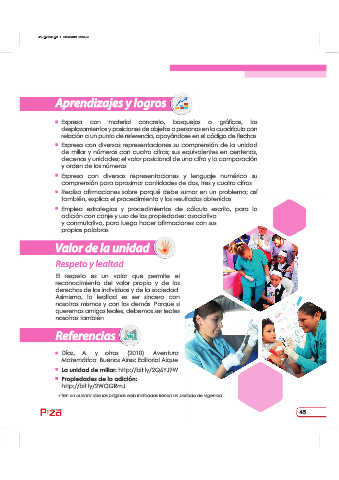 Aprendizajes y logros
Expresa con material concreto, bosquejos o gráficos, los
desplazamientos y posiciones de objetos o personas en la cuadrícula con
relación a un punto de referencia, apoyándose en el código de flechas
Expresa con diversas representaciones su comprensión de la unidad
de millar y números con cuatro cifras; sus equivalentes en centenas,
decenas y unidades; el valor posicional de una cifra y la comparación
y orden de los números
Expresa con diversas representaciones y lenguaje numérico su
comprensión para aproximar cantidades de dos, tres y cuatro cifras
Realiza afirmaciones sobre porqué debe sumar en un problema; así
también, explica el procedimiento y los resultados obtenidos
Emplea estrategias y procedimientos de cálculo escrito, para la
adición con canje y uso de las propiedades: asociativa
y conmutativa, para luego hacer afirmaciones con sus
propias palabras
Valor de la unidad
Respeto y lealtad
El respeto es un valor que permite el
reconocimiento del valor propio y de los
derechos de los individuos y de la sociedad.
Asimismo, la lealtad es ser sincero con
nosotros mismos y con los demás. Porque si
queremos amigos leales, debemos ser leales
nosotros también
Referencias
Díaz, A. y otros (2010). Aventura
Matemática. Buenos Aires: Editorial Aique
La unidad de millar: http://bit.ly/2Q6YJ9W
Propiedades de la adición:
http://bit.ly/2WQGRmJ
45